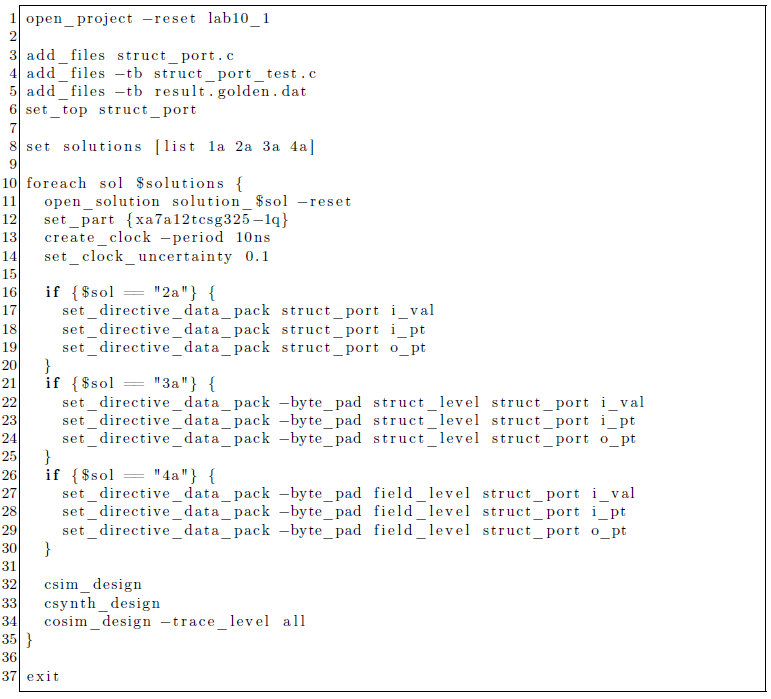 1 open_project -reset lab10_1
2
3 add_files struct_port.c
4 add_files -tb struct_port_test.c
5 add_files -tb result.golden.dat
6 set_top struct_port
7
8 set solutions [list 1a 2a 3a 4a]
9
10 foreach sol $solutions {
11   open_solution solution_$sol -reset
12   set_part {xa7a12tcsg325-1q}
13   create_clock -period 10ns
14   set_clock_uncertainty 0.1
15
16   if {$sol == "2a"} {
17     set_directive_data_pack struct_port i_val
18     set_directive_data_pack struct_port i_pt
19     set_directive_data_pack struct_port o_pt
20   }
21   if {$sol == "3a"} {
22     set_directive_data_pack -byte_pad struct_level struct_port i_val
23     set_directive_data_pack -byte_pad struct_level struct_port i_pt
24     set_directive_data_pack -byte_pad struct_level struct_port o_pt
25   }
26   if {$sol == "4a"} {
27     set_directive_data_pack -byte_pad field_level struct_port i_val
28     set_directive_data_pack -byte_pad field_level struct_port i_pt
29     set_directive_data_pack -byte_pad field_level struct_port o_pt
30   }
31
32   csim_design
33   csynth_design
34   cosim_design -trace_level all
35 }
36
37 exit